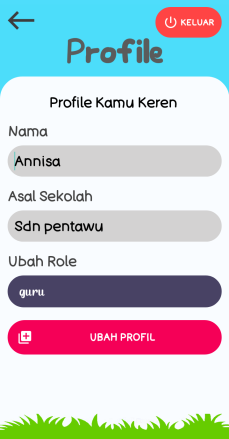 KELUAR
Profile
Profile Kamu Keren
Nama
Annisa
Asal Sekolah
Sdn pentawu
Ubah Role
guru
UBAH PROFIL